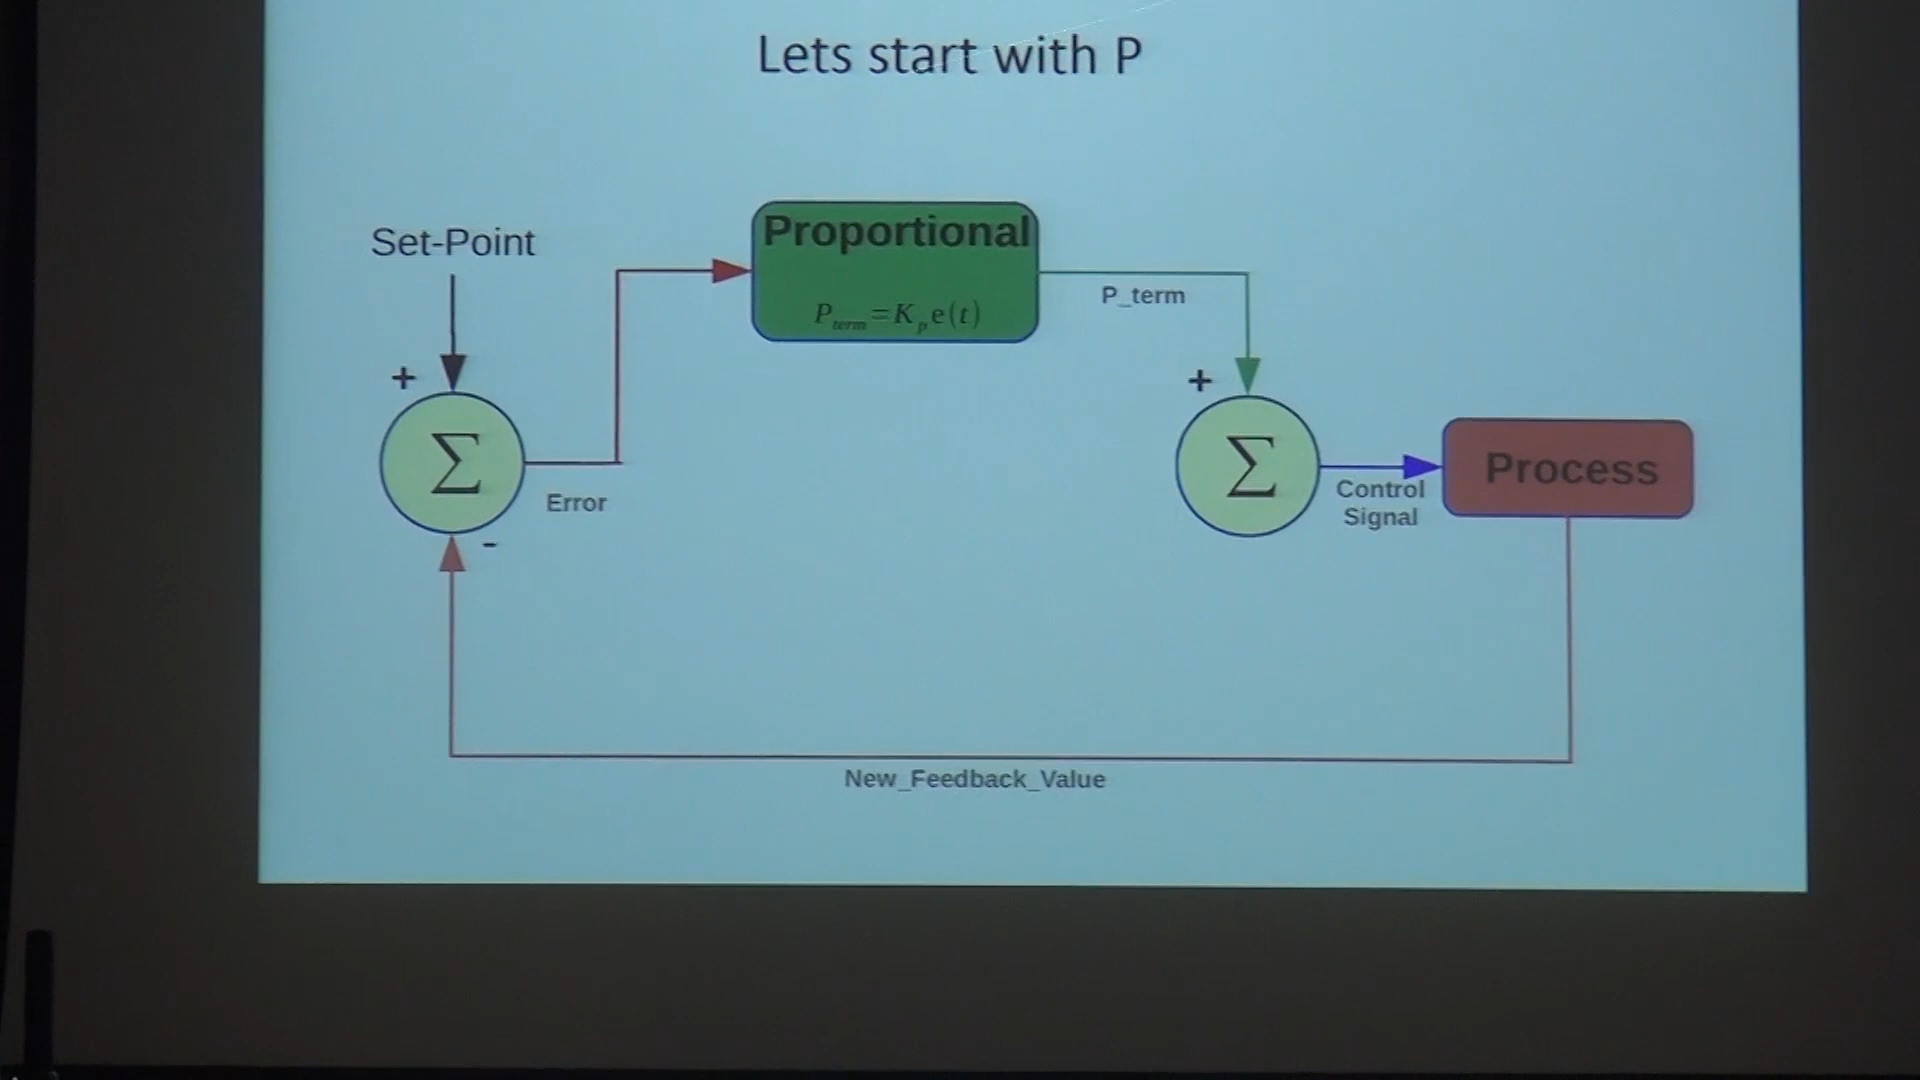 Lets start with P
Set-Point
Proportional
P_term = K_p e(t)
P_term
+
+
Σ
Σ
Error
Control
Signal
Process
-
New_Feedback_Value